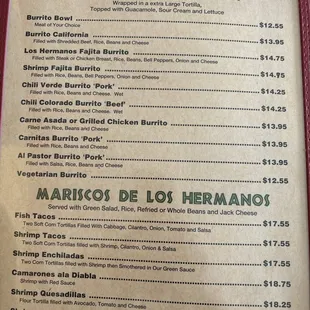 Wrapped in a extra Large Tortilla,
Topped with Guacamole, Sour Cream and Lettuce
Burrito Bowl $12.55
Meat of Your Choice
Burrito California $13.95
Filled with Shredded Beef, Rice, Beans and Cheese
Los Hermanos Fajita Burrito $14.75
Filled with Steak or Chicken Breast, Rice, Beans, Bell Peppers, Onion and Cheese
Shrimp Fajita Burrito $14.75
Filled with Rice, Beans, Bell Peppers, Onion and Cheese
Chili Verde Burrito 'Pork' $14.25
Filled with Rice, Beans and Cheese. Wet
Chili Colorado Burrito 'Beef' $14.25
Filled with Rice, Beans and Cheese. Wet
Carne Asada or Grilled Chicken Burrito $13.95
Filled with Rice, Beans and Cheese
Carnitas Burrito 'Pork' $13.95
Filled with Rice, Beans and Cheese
Al Pastor Burrito 'Pork' $13.95
Filled with Salsa, Rice, Beans and Cheese
Vegetarian Burrito $12.55
MARISCOS DE LOS HERMANOS
Served with Green Salad, Rice, Refried or Whole Beans and Jack Cheese
Fish Tacos $17.55
Two Soft Corn Tortillas Filled With Cabbage, Cilantro, Onion, Tomato and Salsa
Shrimp Tacos $17.55
Two Soft Corn Tortillas filled with Shrimp, Cilantro, Onion & Salsa
Shrimp Enchiladas $17.55
Two Corn Tortillas filled with Shrimp then Smothered in Our Green Sauce
Camarones ala Diabla $18.75
Shrimp with Red Sauce
Shrimp Quesadillas $18.25
Flour Tortilla filled with Avocado, Tomato and Cheese